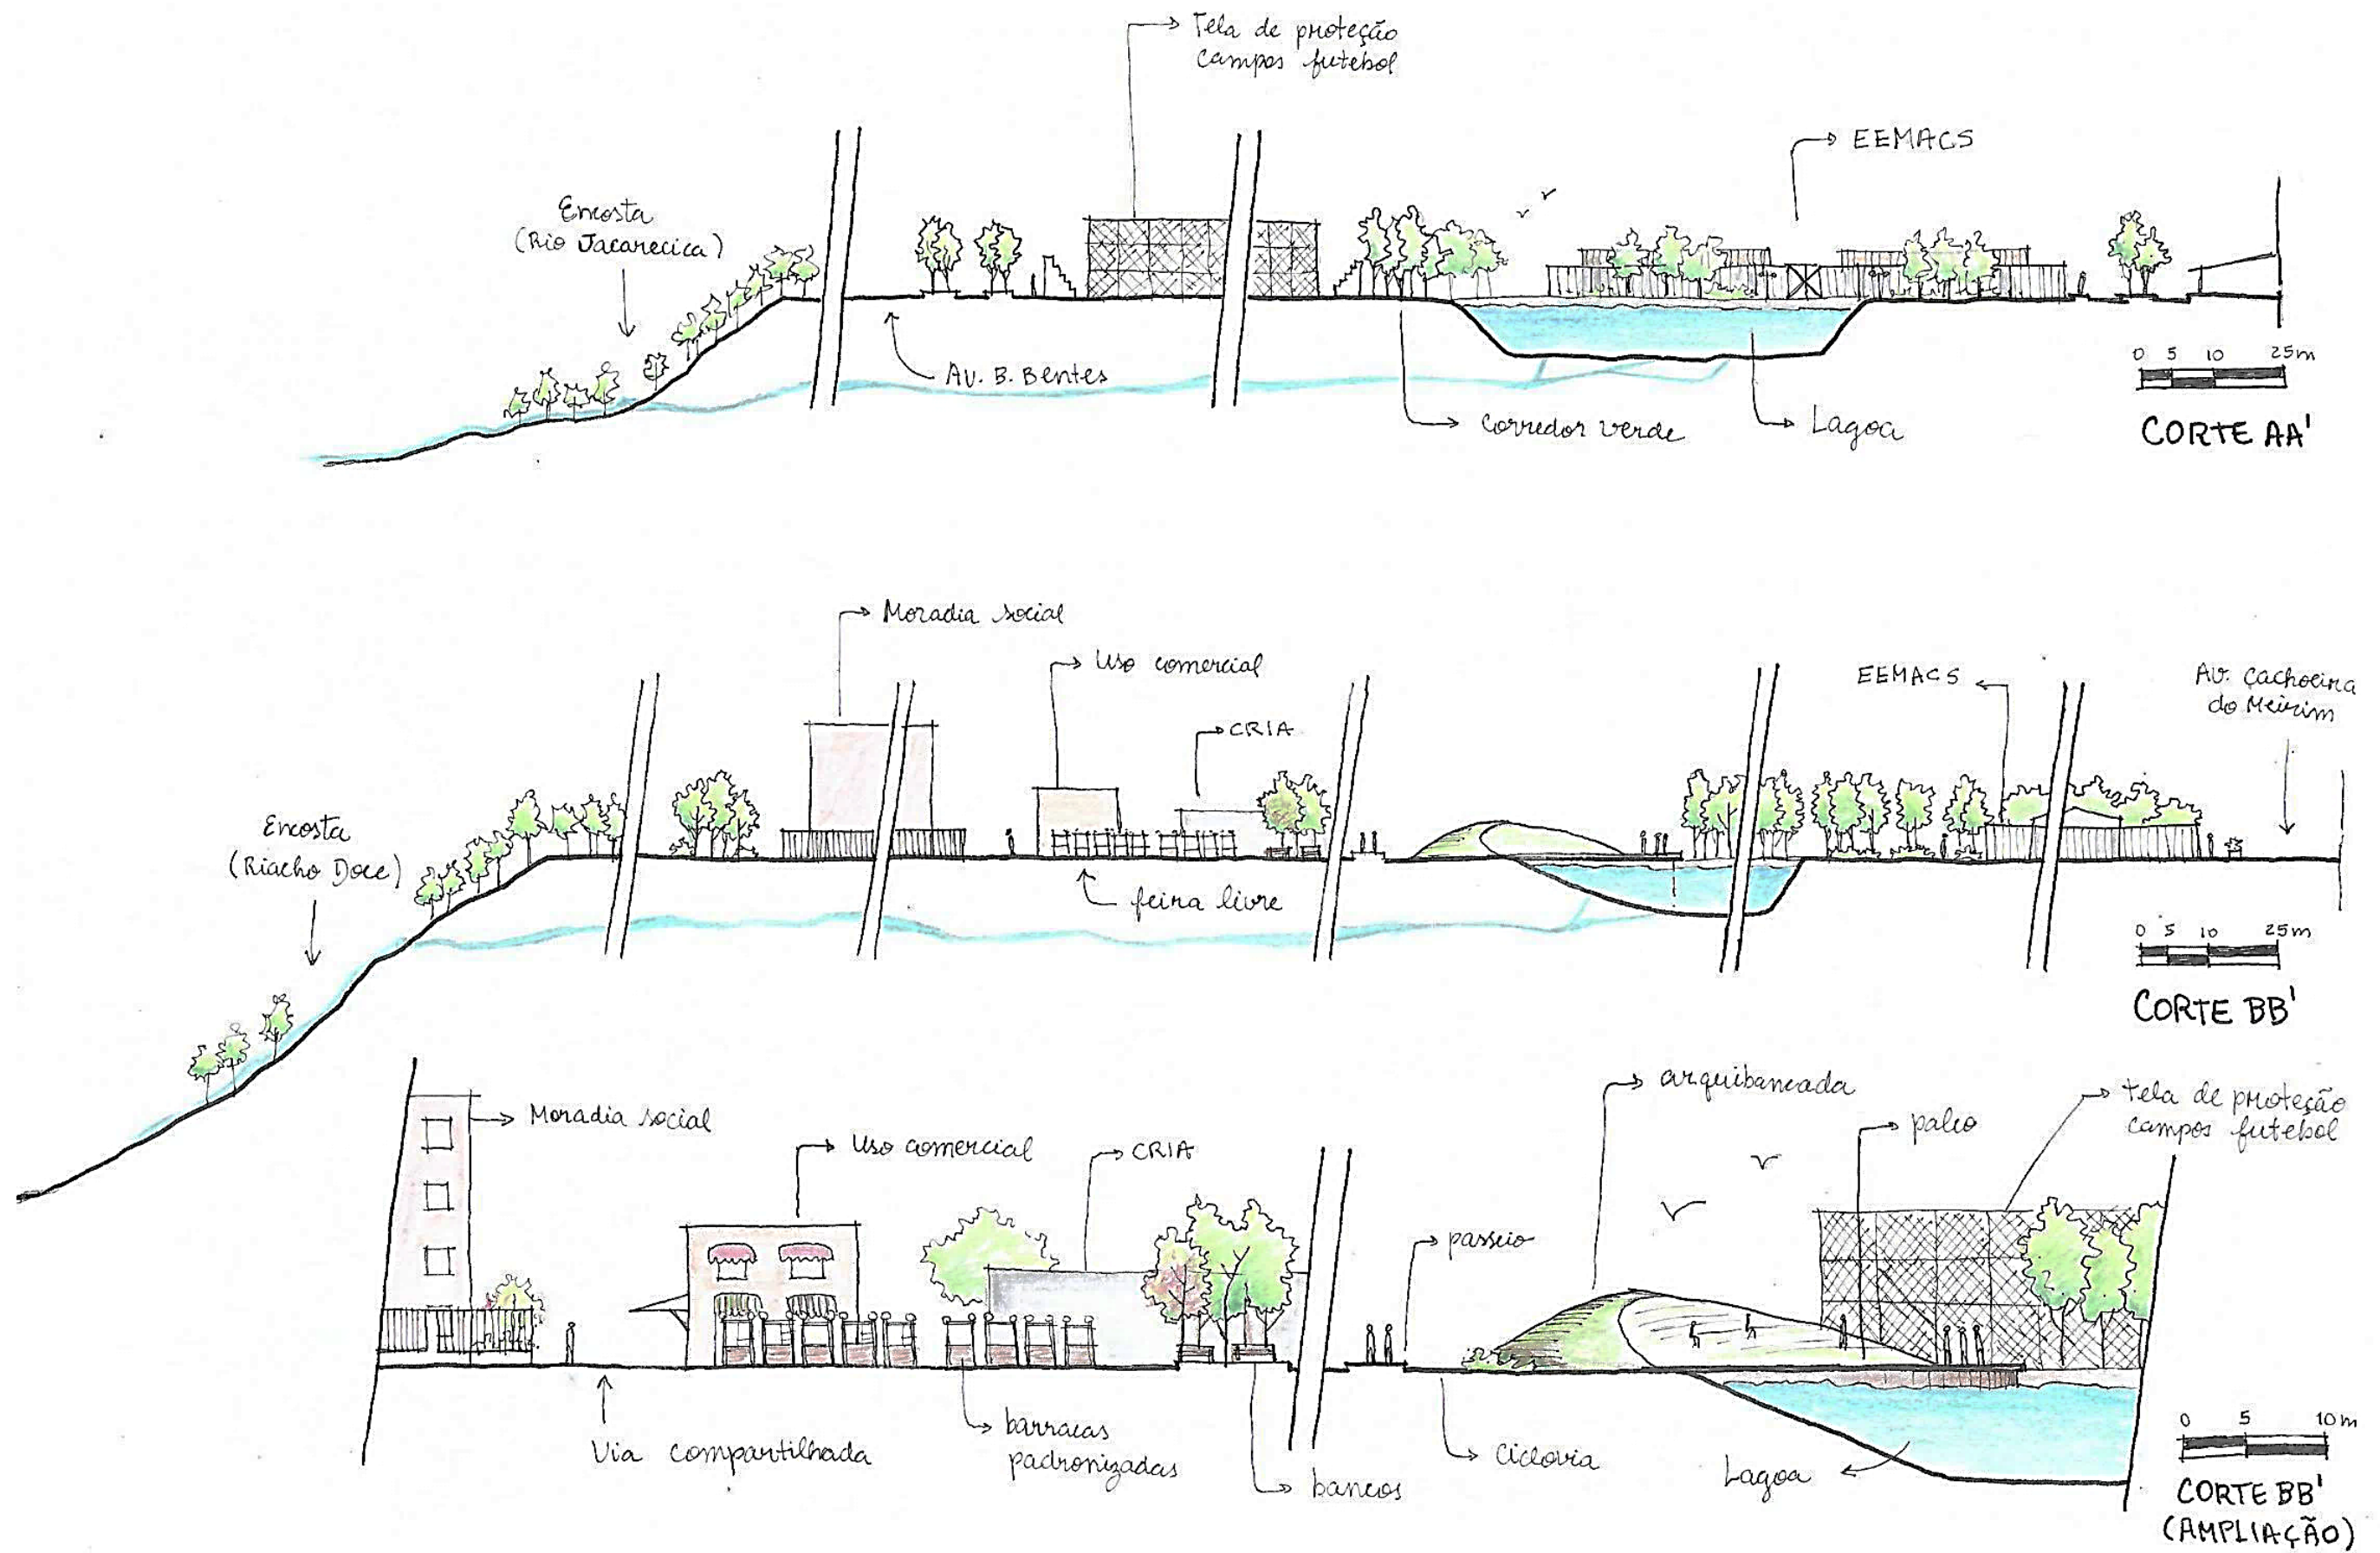 Tela de proteção
campos futebol
EEMACS
Encosta
(Rio Jacarecica)
Av. B. Bentes
Corredor verde
Lagoa
0 5 10 25m
CORTE AA'
Moradia social
Uso comercial
CRIA
EEMACS
Av. Cachoeira
do Meirim
Encosta
(Riacho Doce)
feira livre
0 5 10 25m
CORTE BB'
Moradia social
Uso comercial
CRIA
passeio
arquibancada
palco
tela de proteção
campos futebol
Via compartilhada
barracas
padronizadas
bancos
Ciclovia
Lagoa
0 5 10m
CORTE BB'
(AMPLIAÇÃO)